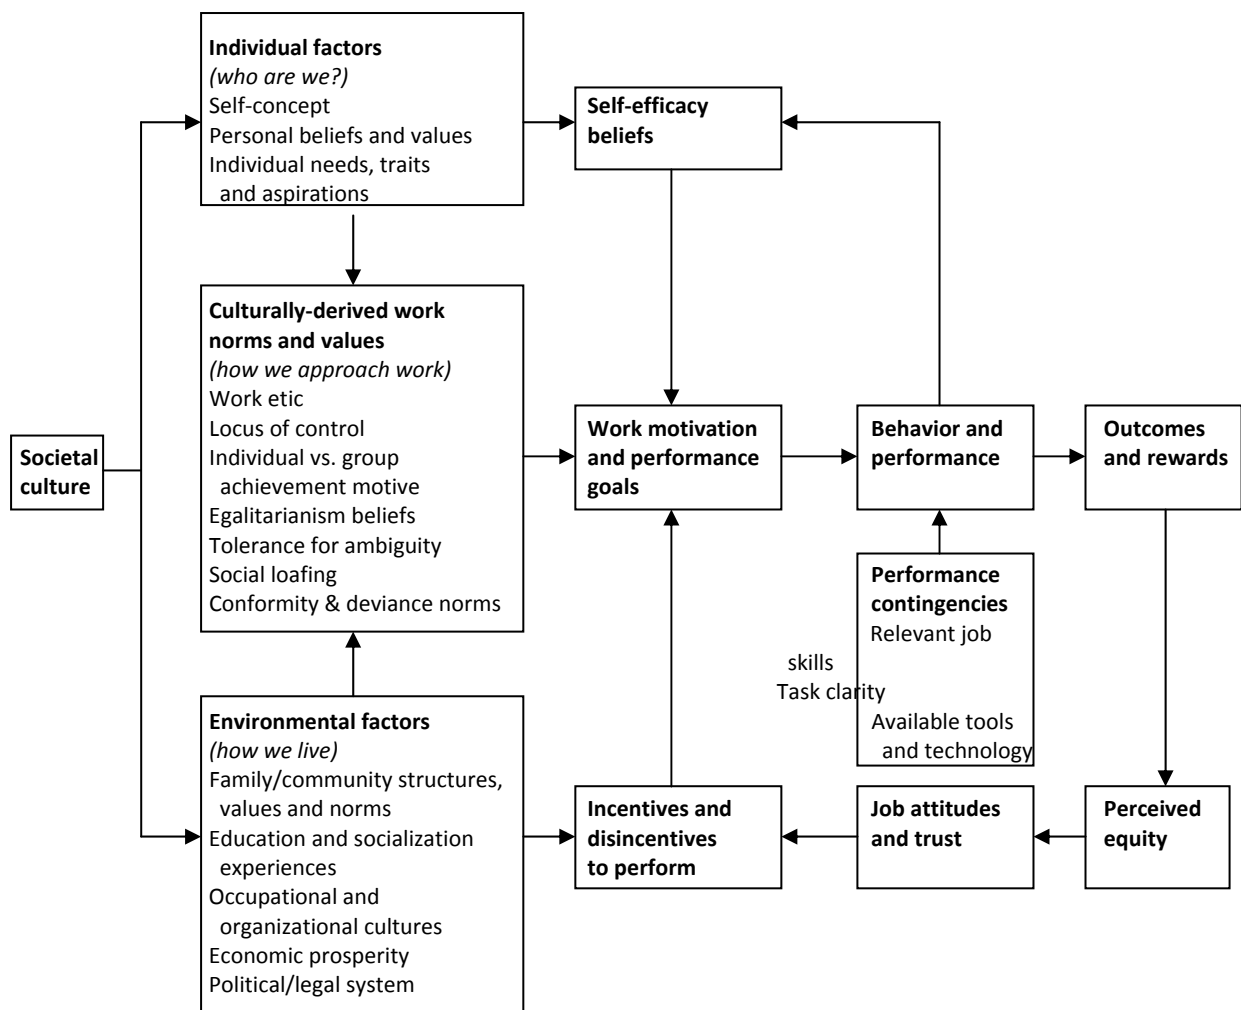 Individual factors
(who are we?)
Self-concept
Personal beliefs and values
Individual needs, traits
and aspirations
Self-efficacy
beliefs
Culturally-derived work
norms and values
(how we approach work)
Work etic
Locus of control
Individual vs. group
achievement motive
Egalitarianism beliefs
Tolerance for ambiguity
Social loafing
Conformity & deviance norms
Societal
culture
Work motivation
and performance
goals
Behavior and
performance
Outcomes
and rewards
Performance
contingencies
Relevant job
skills
Task clarity
Available tools
and technology
Environmental factors
(how we live)
Family/community structures,
values and norms
Education and socialization
experiences
Occupational and
organizational cultures
Economic prosperity
Political/legal system
Incentives and
disincentives
to perform
Job attitudes
and trust
Perceived
equity